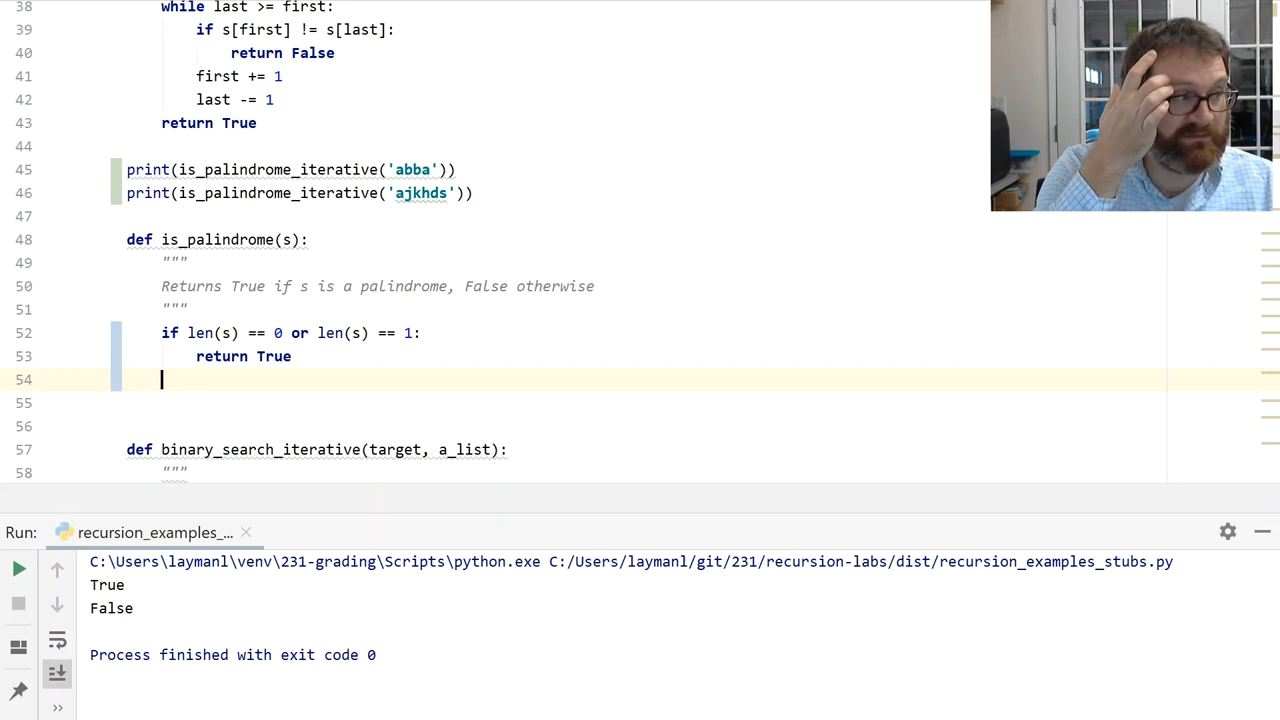 38 while last >= first:
39 if s[first] != s[last]:
40 return False
41 first += 1
42 last -= 1
43 return True
44
45 print(is_palindrome_iterative('abba'))
46 print(is_palindrome_iterative('ajkhds'))
47
48 def is_palindrome(s):
49 """
50 Returns True if s is a palindrome, False otherwise
51 """
52 if len(s) == 0 or len(s) == 1:
53 return True
54
55
56
57 def binary_search_iterative(target, a_list):
58 """
Run: recursion_examples_...
C:\Users\laymanl\venv\231-grading\Scripts\python.exe C:/Users/laymanl/git/231/recursion-labs/dist/recursion_examples_stubs.py
True
False
Process finished with exit code 0